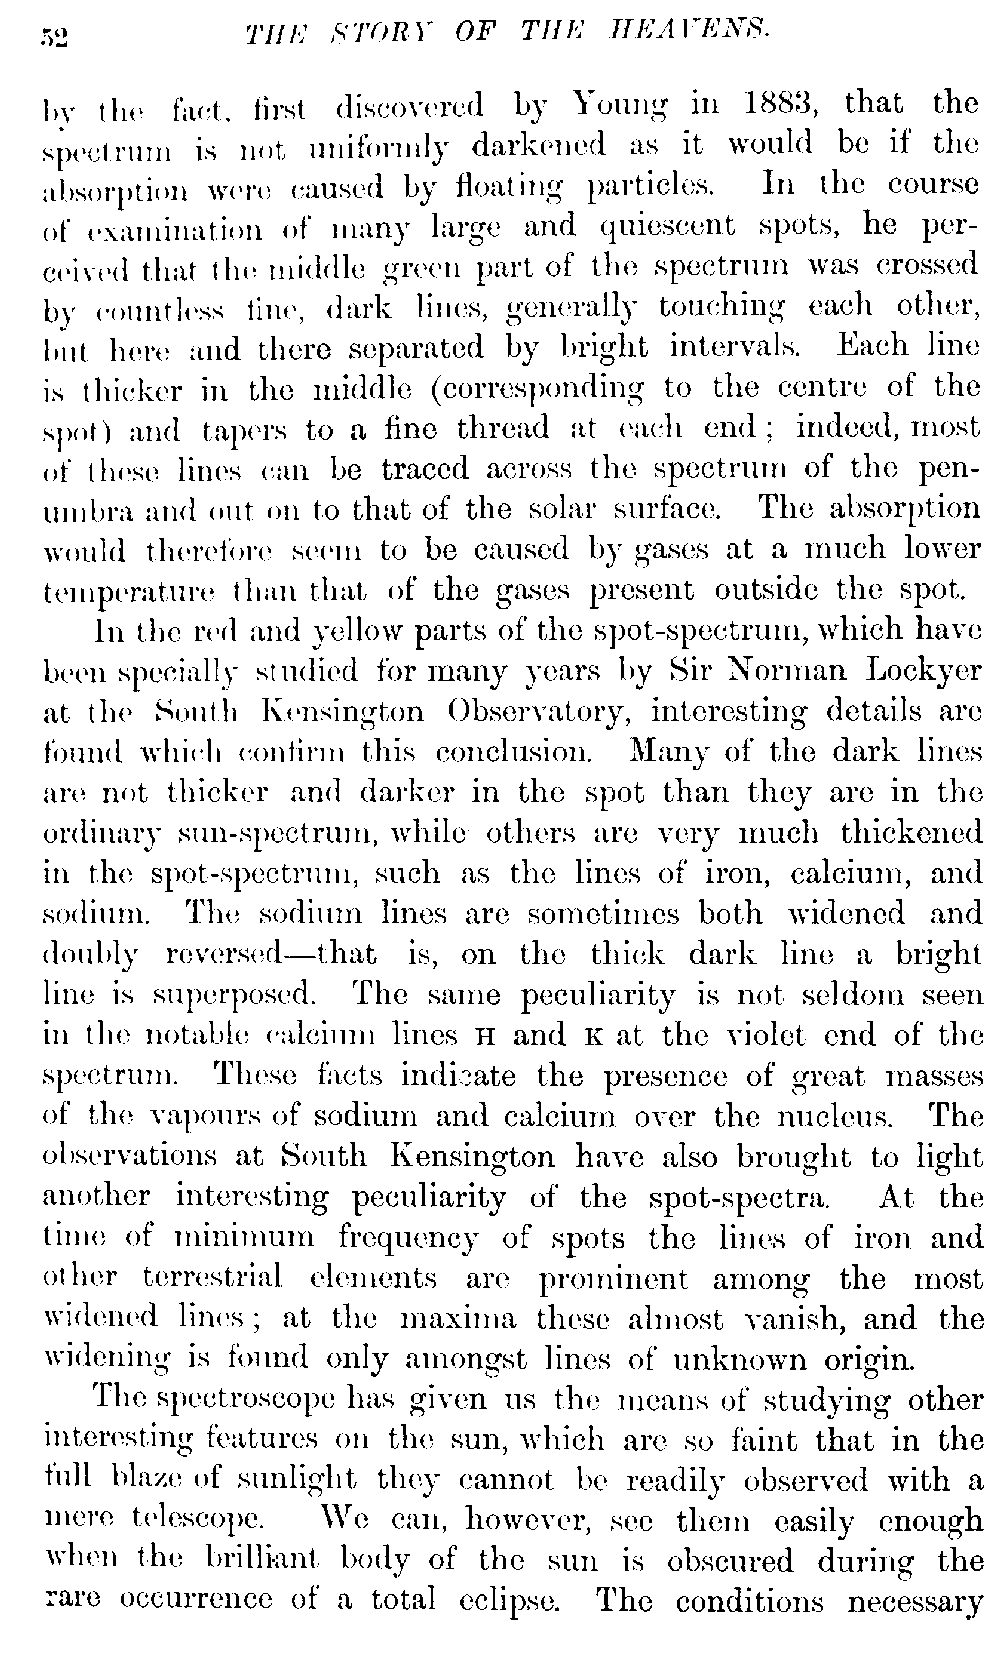 52 THE STORY OF THE HEAVENS.
by the fact, first discovered by Young in 1883, that the
spectrum is not uniformly darkened as it would be if the
absorption were caused by floating particles. In the course
of examination of many large and quiescent spots, he per-
ceived that the middle green part of the spectrum was crossed
by countless fine, dark lines, generally touching each other,
but here and there separated by bright intervals. Each line
is thicker in the middle (corresponding to the centre of the
spot) and tapers to a fine thread at each end; indeed, most
of these lines can be traced across the spectrum of the pen-
umbra and out on to that of the solar surface. The absorption
would therefore seem to be caused by gases at a much lower
temperature than that of the gases present outside the spot.
In the red and yellow parts of the spot-spectrum, which have
been specially studied for many years by Sir Norman Lockyer
at the South Kensington Observatory, interesting details are
found which confirm this conclusion. Many of the dark lines
are not thicker and darker in the spot than they are in the
ordinary sun-spectrum, while others are very much thickened
in the spot-spectrum, such as the lines of iron, calcium, and
sodium. The sodium lines are sometimes both widened and
doubly reversed—that is, on the thick dark line a bright
line is superposed. The same peculiarity is not seldom seen
in the notable calcium lines H and K at the violet end of the
spectrum. These facts indicate the presence of great masses
of the vapours of sodium and calcium over the nucleus. The
observations at South Kensington have also brought to light
another interesting peculiarity of the spot-spectra. At the
time of minimum frequency of spots the lines of iron and
other terrestrial elements are prominent among the most
widened lines; at the maxima these almost vanish, and the
widening is found only amongst lines of unknown origin.
The spectroscope has given us the means of studying other
interesting features on the sun, which are so faint that in the
full blaze of sunlight they cannot be readily observed with a
mere telescope. We can, however, see them easily enough
when the brilliant body of the sun is obscured during the
rare occurrence of a total eclipse. The conditions necessary